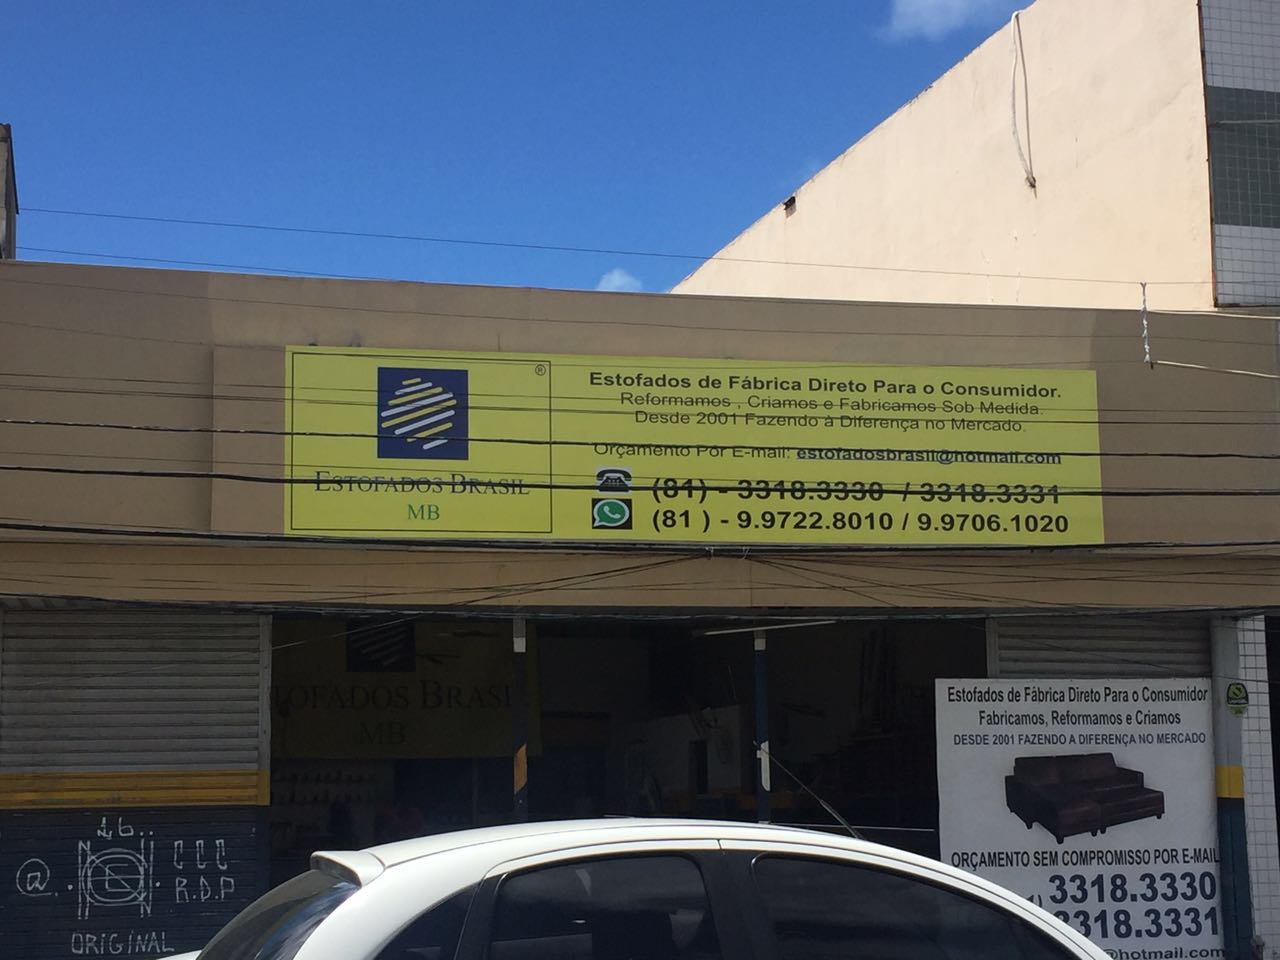 ®
ESTOFADOS BRASIL
MB
Estofados de Fábrica Direto Para o Consumidor.
Reformamos , Criamos e Fabricamos Sob Medida.
Desde 2001 Fazendo a Diferença no Mercado.
Orçamento Por E-mail: estofadosbrasil@hotmail.com
(81) - 3318.3330 / 3318.3331
(81 ) - 9.9722.8010 / 9.9706.1020
TOFADOS BRASIL
MB
Estofados de Fábrica Direto Para o Consumidor
Fabricamos, Reformamos e Criamos
DESDE 2001 FAZENDO A DIFERENÇA NO MERCADO
ORÇAMENTO SEM COMPROMISSO POR E-MAIL
3318.3330
3318.3331
@hotmail.com
16..
@
CCC
R.D.P
ORIGINAL